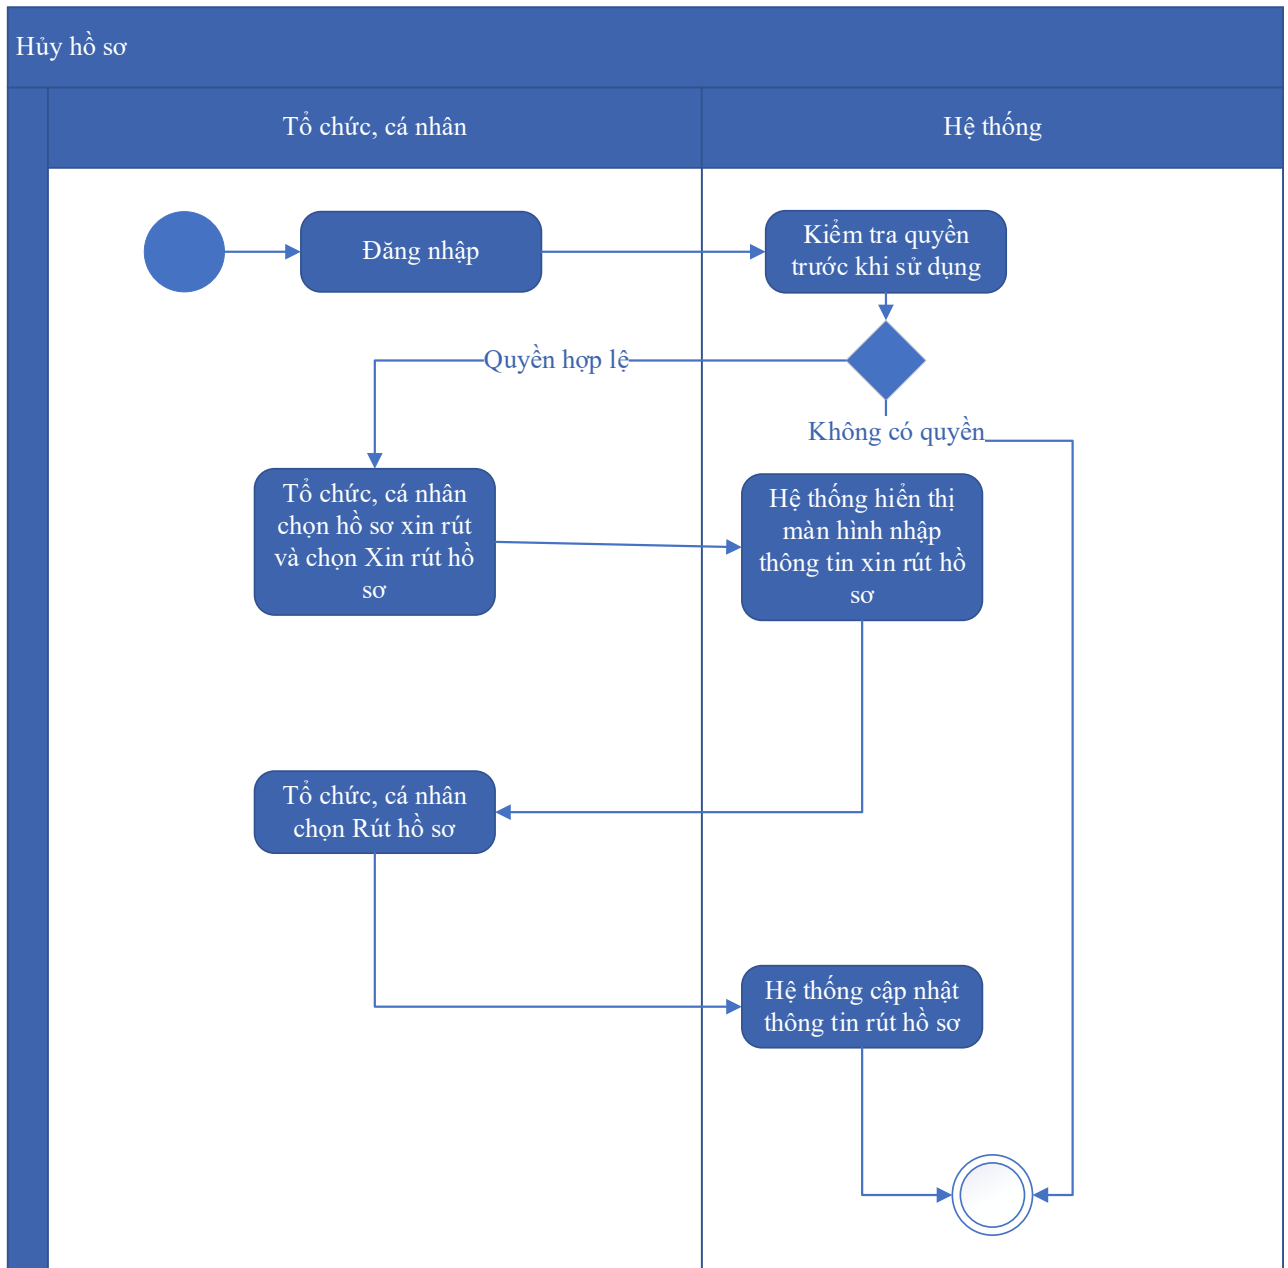 Hủy hồ sơ
Tổ chức, cá nhân
Hệ thống
Đăng nhập
Kiểm tra quyền
trước khi sử dụng
Quyền hợp lệ
Không có quyền
Tổ chức, cá nhân
chọn hồ sơ xin rút
và chọn Xin rút hồ
sơ
Hệ thống hiển thị
màn hình nhập
thông tin xin rút hồ
sơ
Tổ chức, cá nhân
chọn Rút hồ sơ
Hệ thống cập nhật
thông tin rút hồ sơ